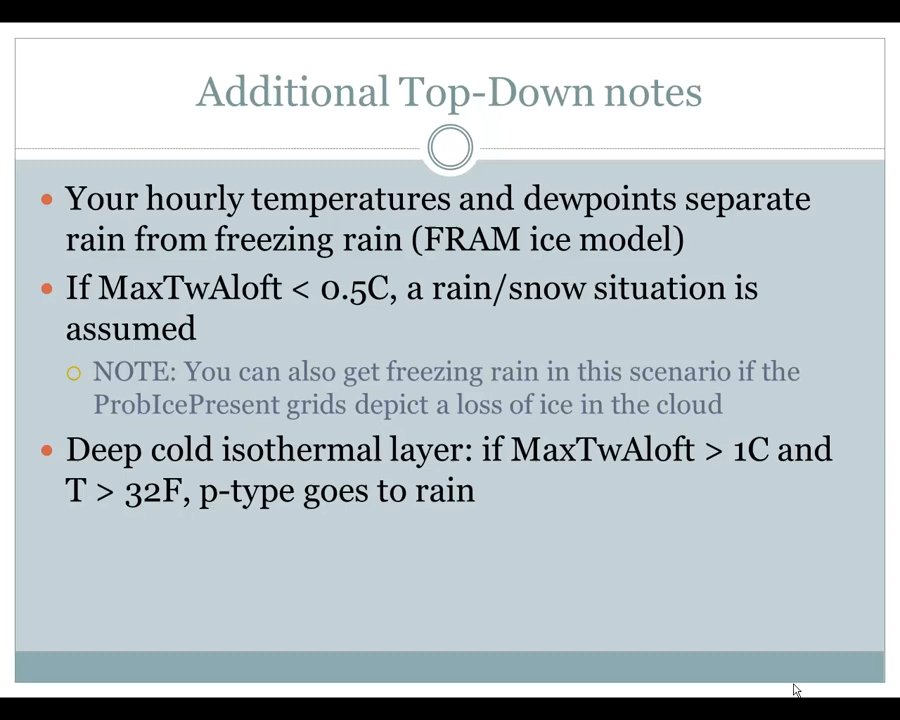 Additional Top-Down notes
Your hourly temperatures and dewpoints separate
rain from freezing rain (FRAM ice model)
If MaxTwAloft < 0.5C, a rain/snow situation is
assumed
NOTE: You can also get freezing rain in this scenario if the
ProbIcePresent grids depict a loss of ice in the cloud
Deep cold isothermal layer: if MaxTwAloft > 1C and
T > 32F, p-type goes to rain